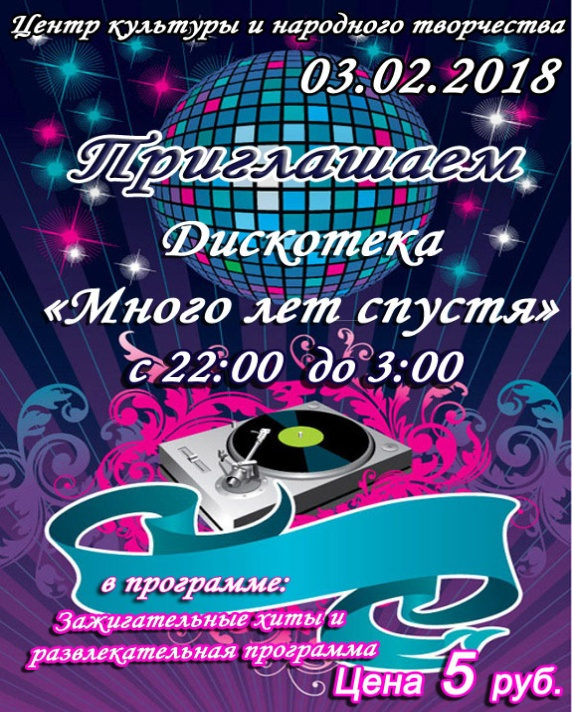 Центр культуры и народного творчества
03.02.2018
Приглашаем
Дискотека
«Много лет спустя»
с 22:00 до 3:00
в программе:
Зажигательные хиты и
развлекательная программа
Цена 5 руб.